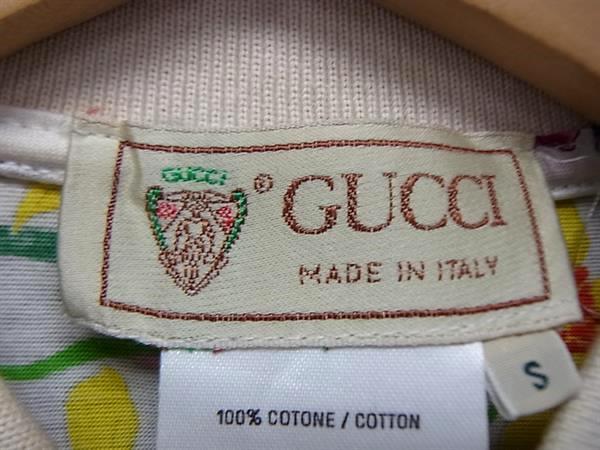 GUCCI
® GUCCI
MADE IN ITALY
S
100% COTONE / COTTON